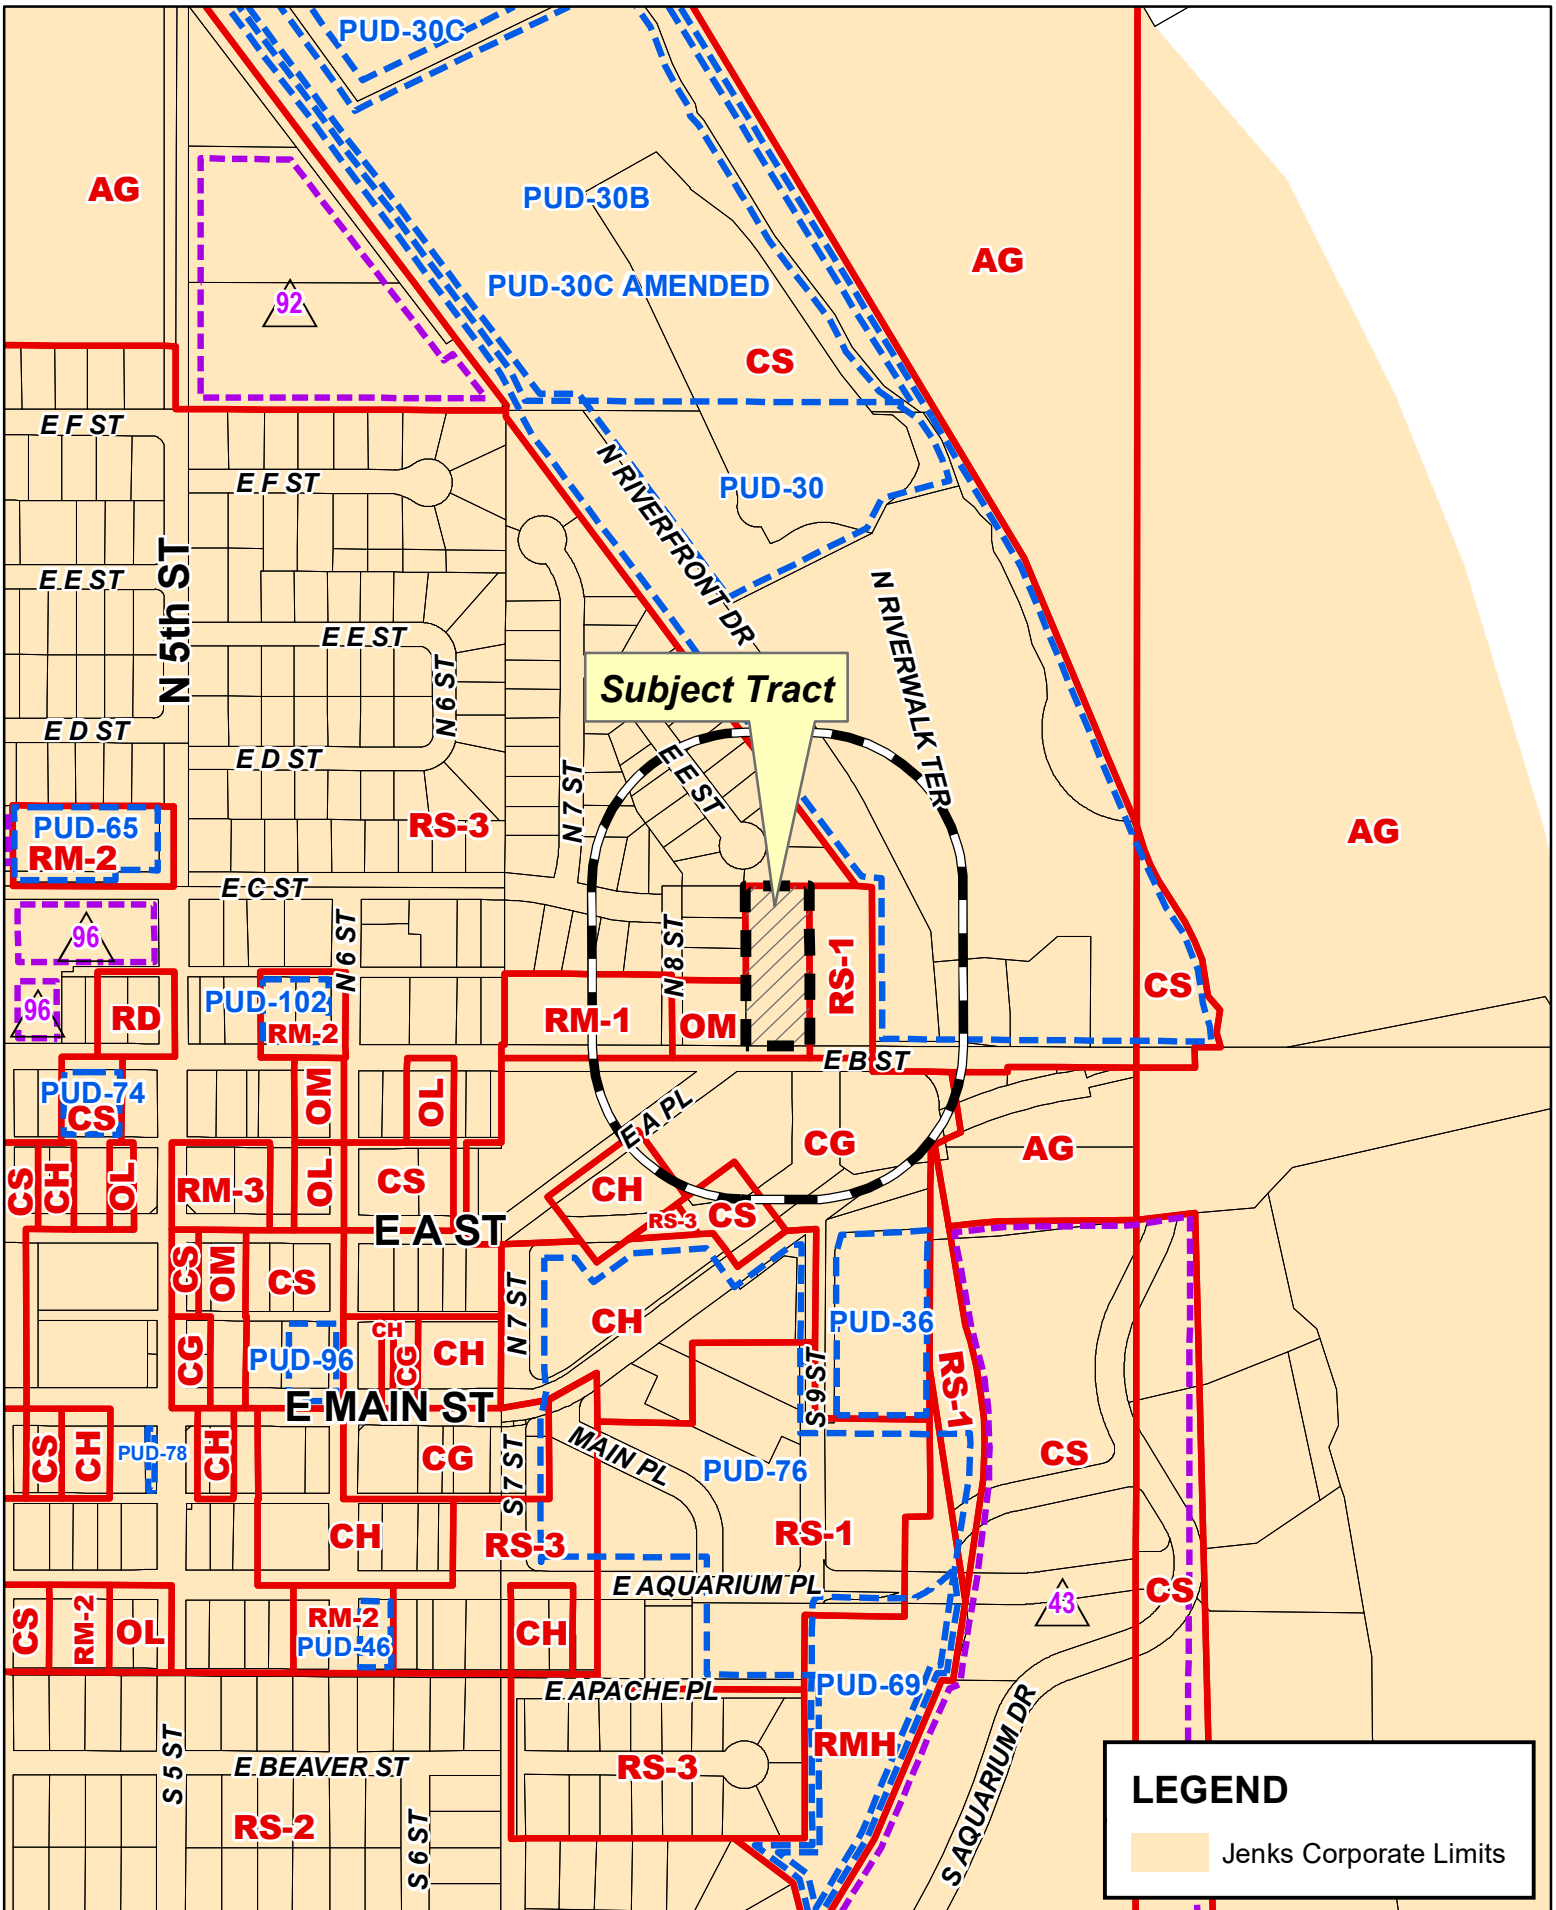 PUD-30C
AG
PUD-30B
AG
PUD-30C AMENDED
92
CS
E F ST
E F ST
N RIVERFRONT DR
PUD-30
N 5th ST
E E ST
N RIVERWALK TER
E E ST
N 6 ST
Subject Tract
E D ST
E D ST
E E ST
N 7 ST
PUD-65
RM-2
RS-3
AG
E C ST
96
N 6 ST
N 8 ST
RS-1
CS
96
RD
PUD-102
RM-2
RM-1
OM
E B ST
PUD-74
CS
OM
OL
E A PL
CG
AG
CS
CH
OL
RM-3
OL
CS
CH
RS-3
CS
E A ST
CS
OM
CS
N 7 ST
CH
PUD-36
CG
PUD-96
CH
CG
CH
S 9 ST
RS-1
E MAIN ST
CS
CH
PUD-78
CH
CG
S 7 ST
MAIN PL
PUD-76
CS
CH
RS-3
RS-1
E AQUARIUM PL
CS
43
CS
RM-2
OL
RM-2
PUD-46
CH
E APACHE PL
PUD-69
S AQUARIUM DR
RMH
S 5 ST
E BEAVER ST
RS-3
RS-2
S 6 ST
LEGEND
Jenks Corporate Limits